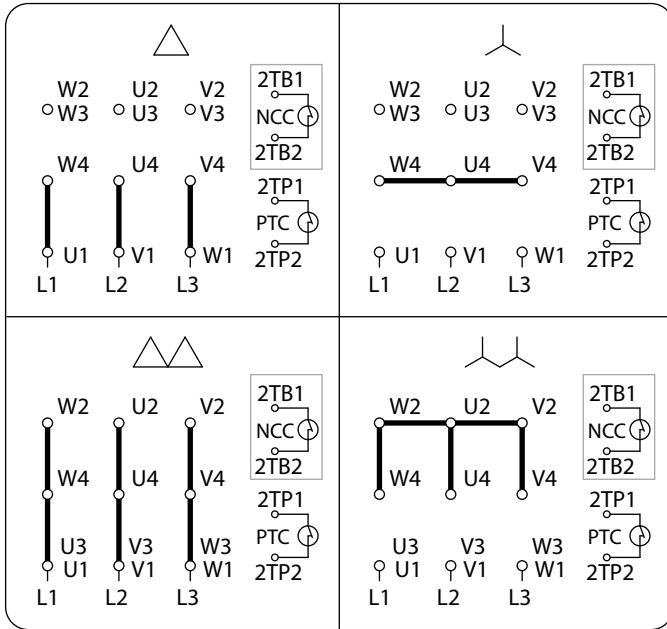 W2 U2 V2 2TB1
W3 U3 V3 NCC
2TB2
W4 U4 V4
2TP1
PTC
U1 V1 W1 2TP2
L1 L2 L3
W2 U2 V2 2TB1
W3 U3 V3 NCC
2TB2
W4 U4 V4
2TP1
PTC
U1 V1 W1 2TP2
L1 L2 L3
W2 U2 V2 2TB1
NCC
2TB2
W4 U4 V4
2TP1
U3 V3 W3 PTC
U1 V1 W1 2TP2
L1 L2 L3
W2 U2 V2 2TB1
NCC
2TB2
W4 U4 V4
2TP1
U3 V3 W3 PTC
U1 V1 W1 2TP2
L1 L2 L3